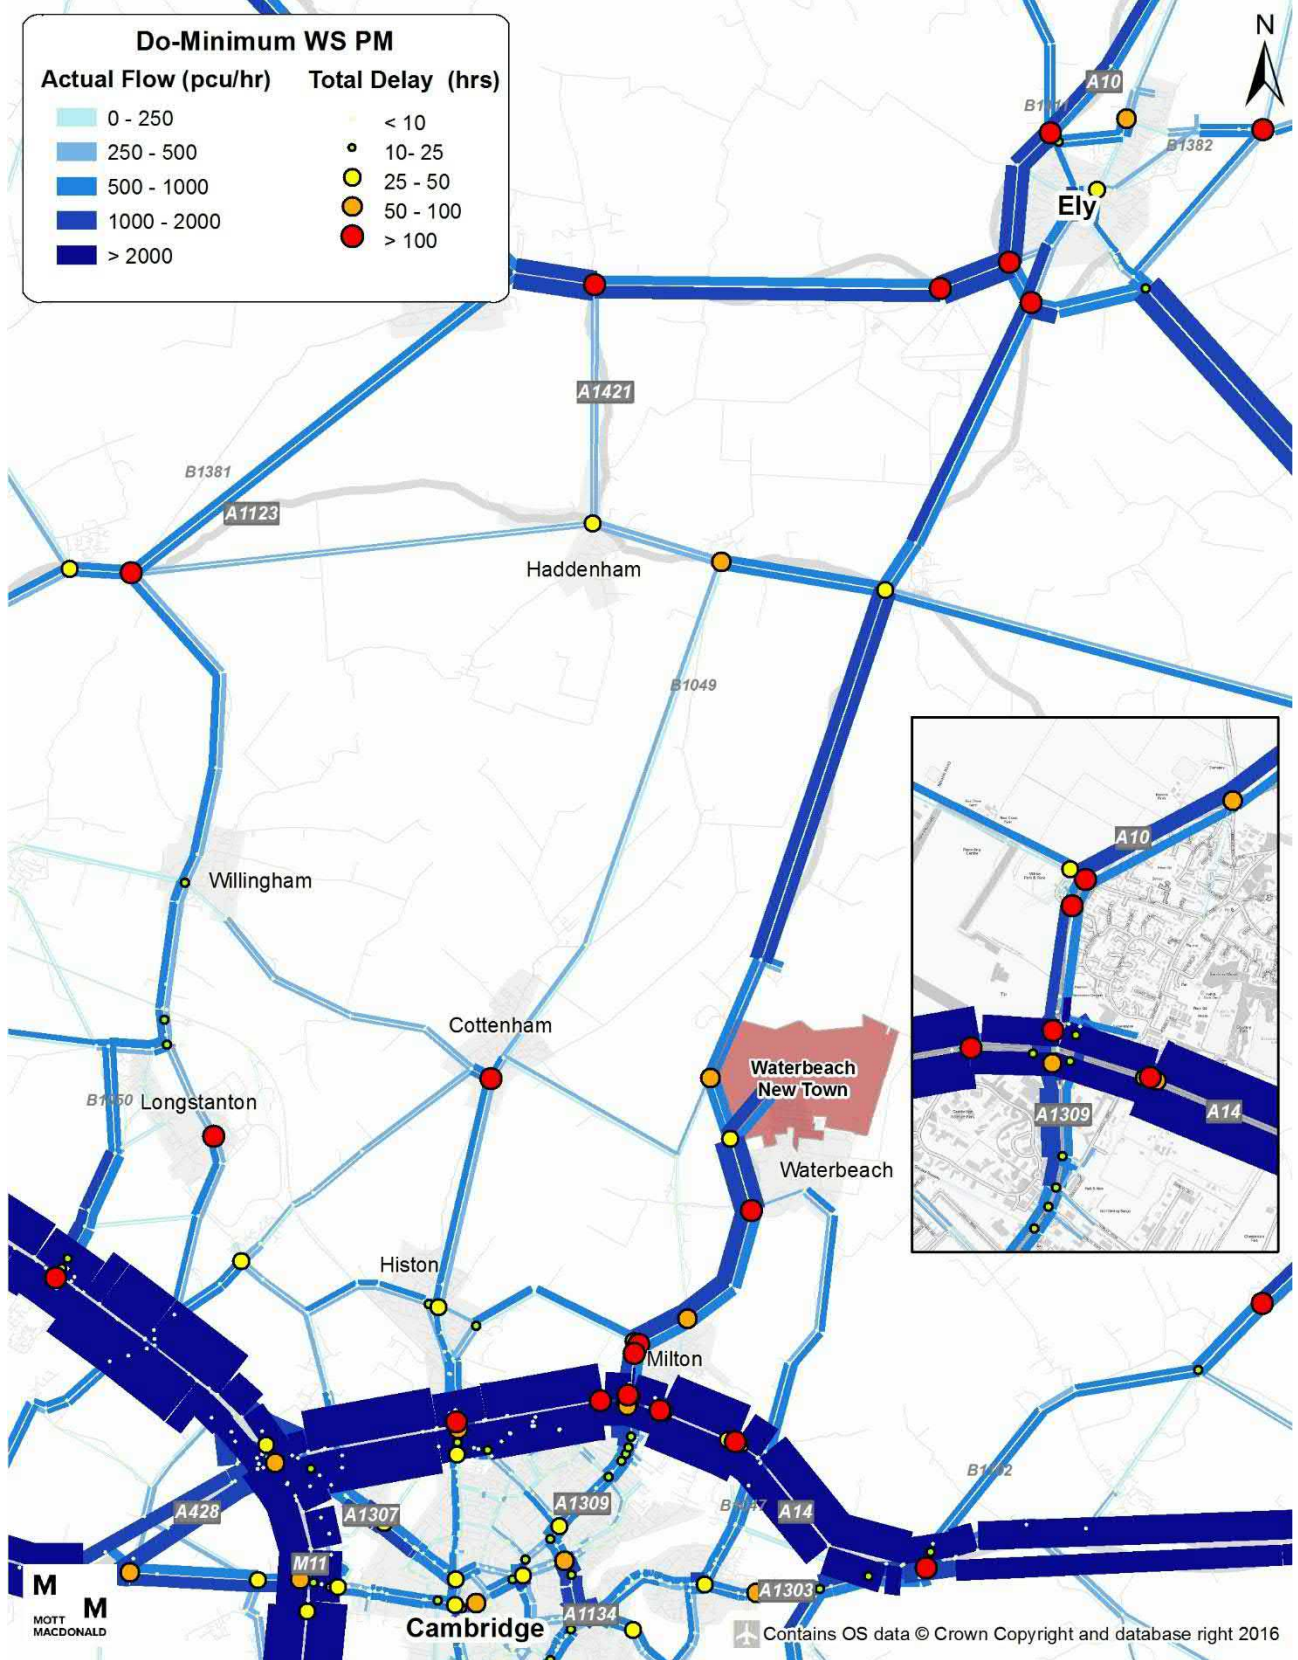 Do-Minimum WS PM
Actual Flow (pcu/hr)
0 - 250
250 - 500
500 - 1000
1000 - 2000
> 2000
Total Delay (hrs)
< 10
10- 25
25 - 50
50 - 100
> 100
N
A10
B1382
Ely
A1421
B1381
A1123
Haddenham
B1049
Willingham
Cottenham
Longstanton
Waterbeach
New Town
Waterbeach
Histon
Milton
A10
A1309
A14
A428
A1307
A1309
A14
M11
A1303
A1134
Cambridge
M
M
MOTT
MACDONALD
Contains OS data © Crown Copyright and database right 2016